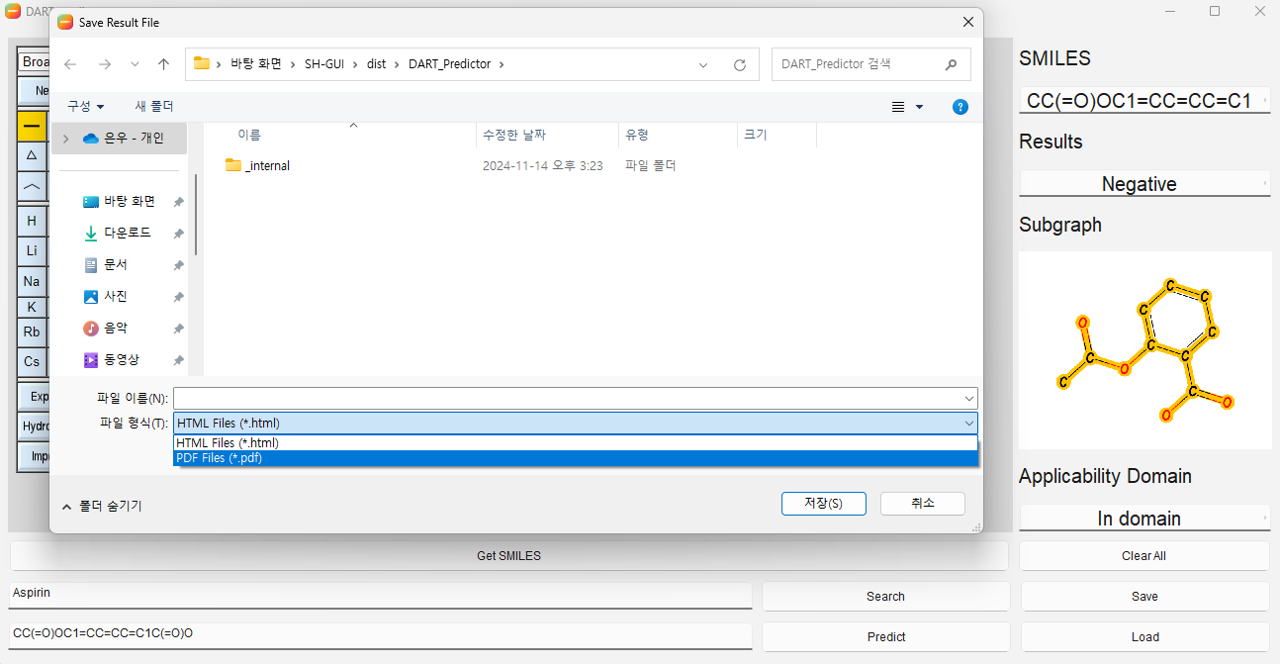 DAR
Save Result File
바탕 화면 SH-GUI dist DART_Predictor
DART_Predictor 검색
구성
새 폴더
은우 - 개인
이름
수정한 날짜
유형
크기
_internal
2024-11-14 오후 3:23
파일 폴더
바탕 화면
다운로드
문서
사진
음악
동영상
파일 이름(N):
파일 형식(T):
HTML Files (*.html)
HTML Files (*.html)
PDF Files (*.pdf)
폴더 숨기기
저장(S)
취소
Broa
Ne
H
Li
Na
K
Rb
Cs
Exp
Hydro
Imp
SMILES
CC(=O)OC1=CC=CC=C1
Results
Negative
Subgraph
C
C
C
C
C
C
O
C
O
C
C
O
O
Applicability Domain
In domain
Get SMILES
Clear All
Aspirin
Search
Save
CC(=O)OC1=CC=CC=C1C(=O)O
Predict
Load